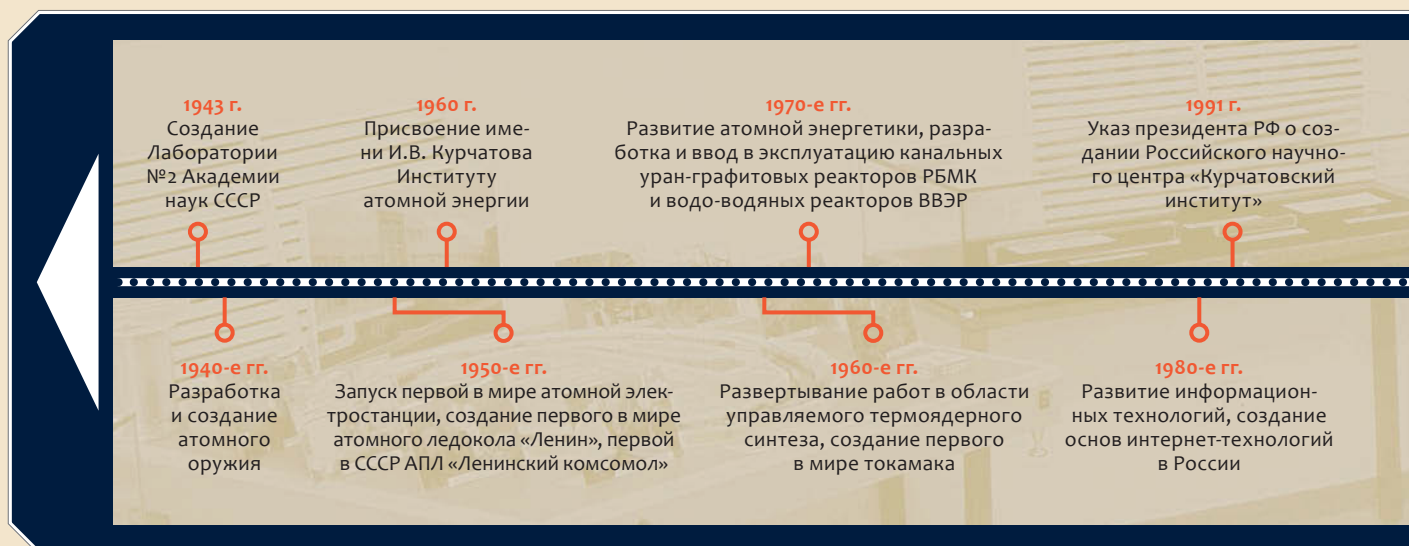 1943 г.
Создание
Лаборатории
№2 Академии
наук СССР
1960 г.
Присвоение име-
ни И.В. Курчатова
Институту
атомной энергии
1970-е гг.
Развитие атомной энергетики, разра-
ботка и ввод в эксплуатацию канальных
уран-графитовых реакторов РБМК
и водо-водяных реакторов ВВЭР
1991 г.
Указ президента РФ о соз-
дании Российского научно-
го центра «Курчатовский
институт»
1940-е гг.
Разработка
и создание
атомного
оружия
1950-е гг.
Запуск первой в мире атомной элек-
тростанции, создание первого в мире
атомного ледокола «Ленин», первой
в СССР АПЛ «Ленинский комсомол»
1960-е гг.
Развертывание работ в области
управляемого термоядерного
синтеза, создание первого
в мире токамака
1980-е гг.
Развитие информацион-
ных технологий, создание
основ интернет-технологий
в России